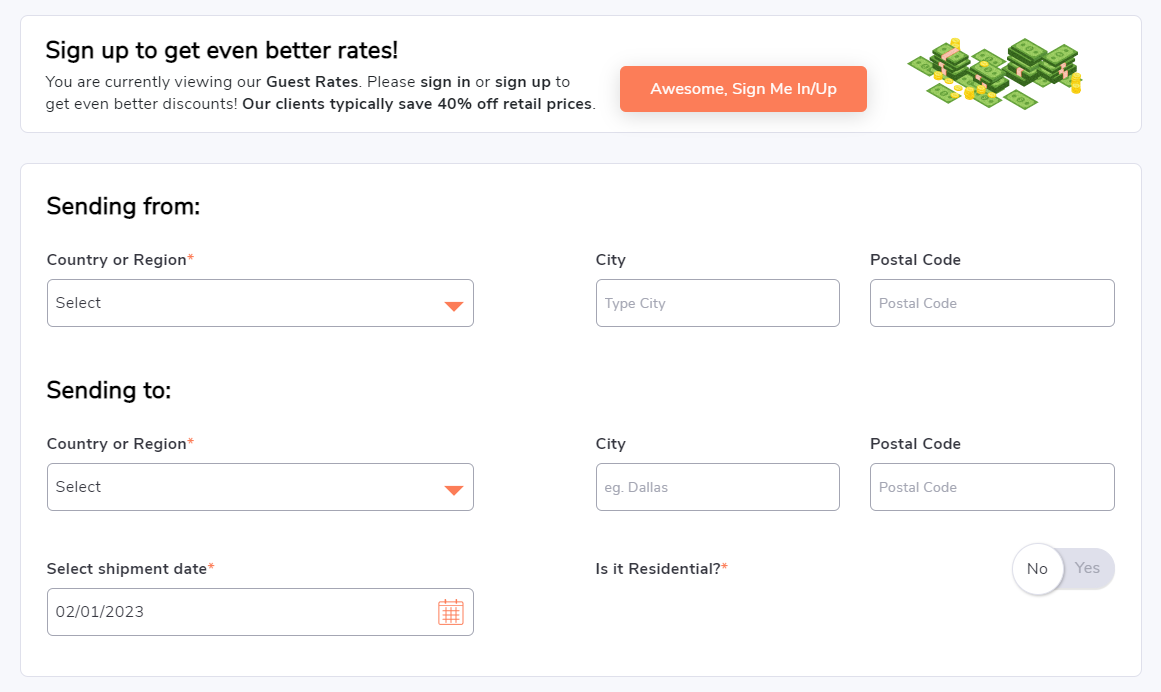 Sign up to get even better rates!
You are currently viewing our Guest Rates. Please sign in or sign up to
get even better discounts! Our clients typically save 40% off retail prices.
Awesome, Sign Me In/Up
Sending from:
Country or Region*
City
Postal Code
Select
Type City
Postal Code
Sending to:
Country or Region*
City
Postal Code
Select
eg. Dallas
Postal Code
Select shipment date*
Is it Residential?*
No
Yes
02/01/2023